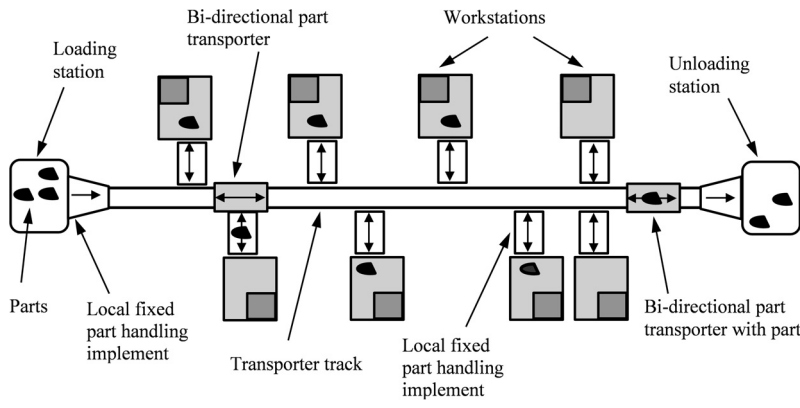 Bi-directional part
transporter
Workstations
Loading
station
Unloading
station
Parts
Local fixed
part handling
implement
Transporter track
Local fixed
part handling
implement
Bi-directional part
transporter with part